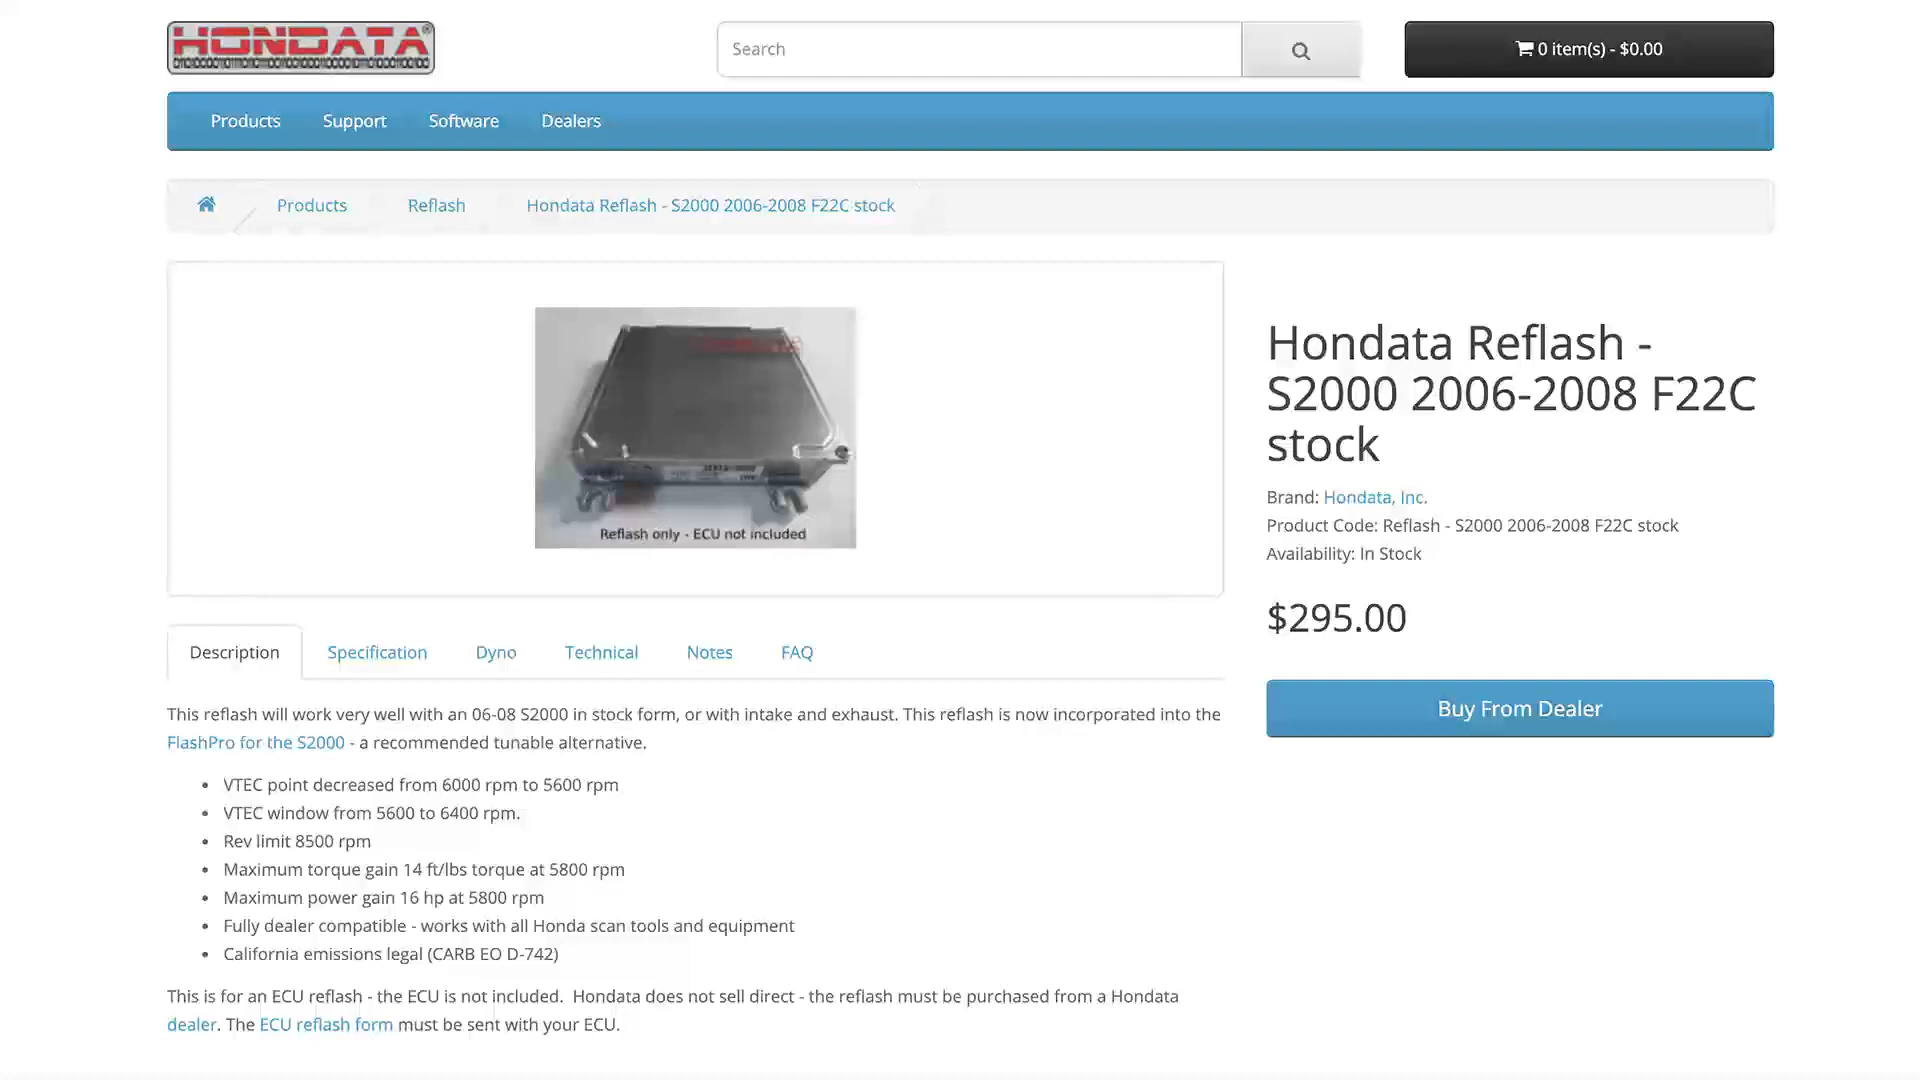 HONDATA®
Search
0 item(s) - $0.00
Products Support Software Dealers
Products Reflash Hondata Reflash - S2000 2006-2008 F22C stock
Reflash only - ECU not included
Hondata Reflash -
S2000 2006-2008 F22C
stock
Brand: Hondata, Inc.
Product Code: Reflash - S2000 2006-2008 F22C stock
Availability: In Stock
$295.00
Buy From Dealer
Description Specification Dyno Technical Notes FAQ
This reflash will work very well with an 06-08 S2000 in stock form, or with intake and exhaust. This reflash is now incorporated into the
FlashPro for the S2000 - a recommended tunable alternative.
• VTEC point decreased from 6000 rpm to 5600 rpm
• VTEC window from 5600 to 6400 rpm.
• Rev limit 8500 rpm
• Maximum torque gain 14 ft/lbs torque at 5800 rpm
• Maximum power gain 16 hp at 5800 rpm
• Fully dealer compatible - works with all Honda scan tools and equipment
• California emissions legal (CARB EO D-742)
This is for an ECU reflash - the ECU is not included. Hondata does not sell direct - the reflash must be purchased from a Hondata
dealer. The ECU reflash form must be sent with your ECU.